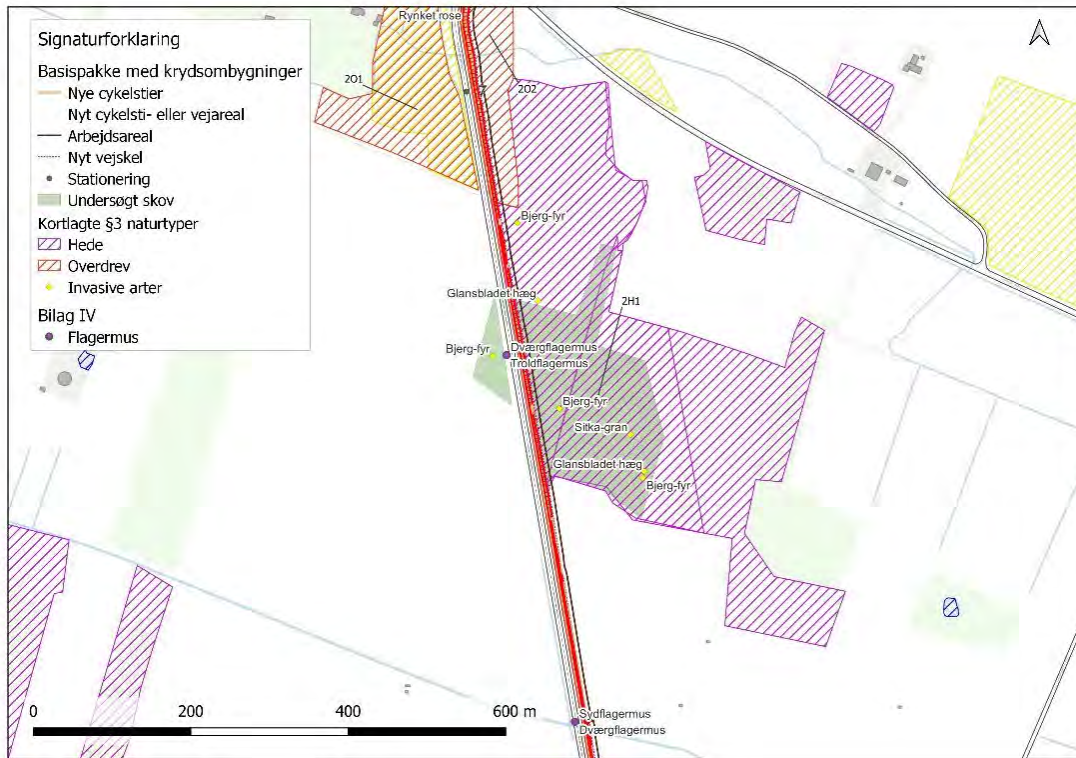 Signaturforklaring
Basispakke med krydsombygninger
Nye cykelstier
Nyt cykelsti- eller vejareal
Arbejdsareal
Nyt vejskel
Stationering
Undersøgt skov
Kortlagte §3 naturtyper
Hede
Overdrev
Invasive arter
Bilag IV
Flagermus
Rynket rose
2O1
7
2O2
Bjerg-fyr
Glansbladet hæg
2H1
Bjerg-fyr
Dværgflagermus
Troldflagermus
Bjerg-fyr
Sitka-gran
Glansbladet hæg
Bjerg-fyr
Sydflagermus
Dværgflagermus
0 200 400 600 m